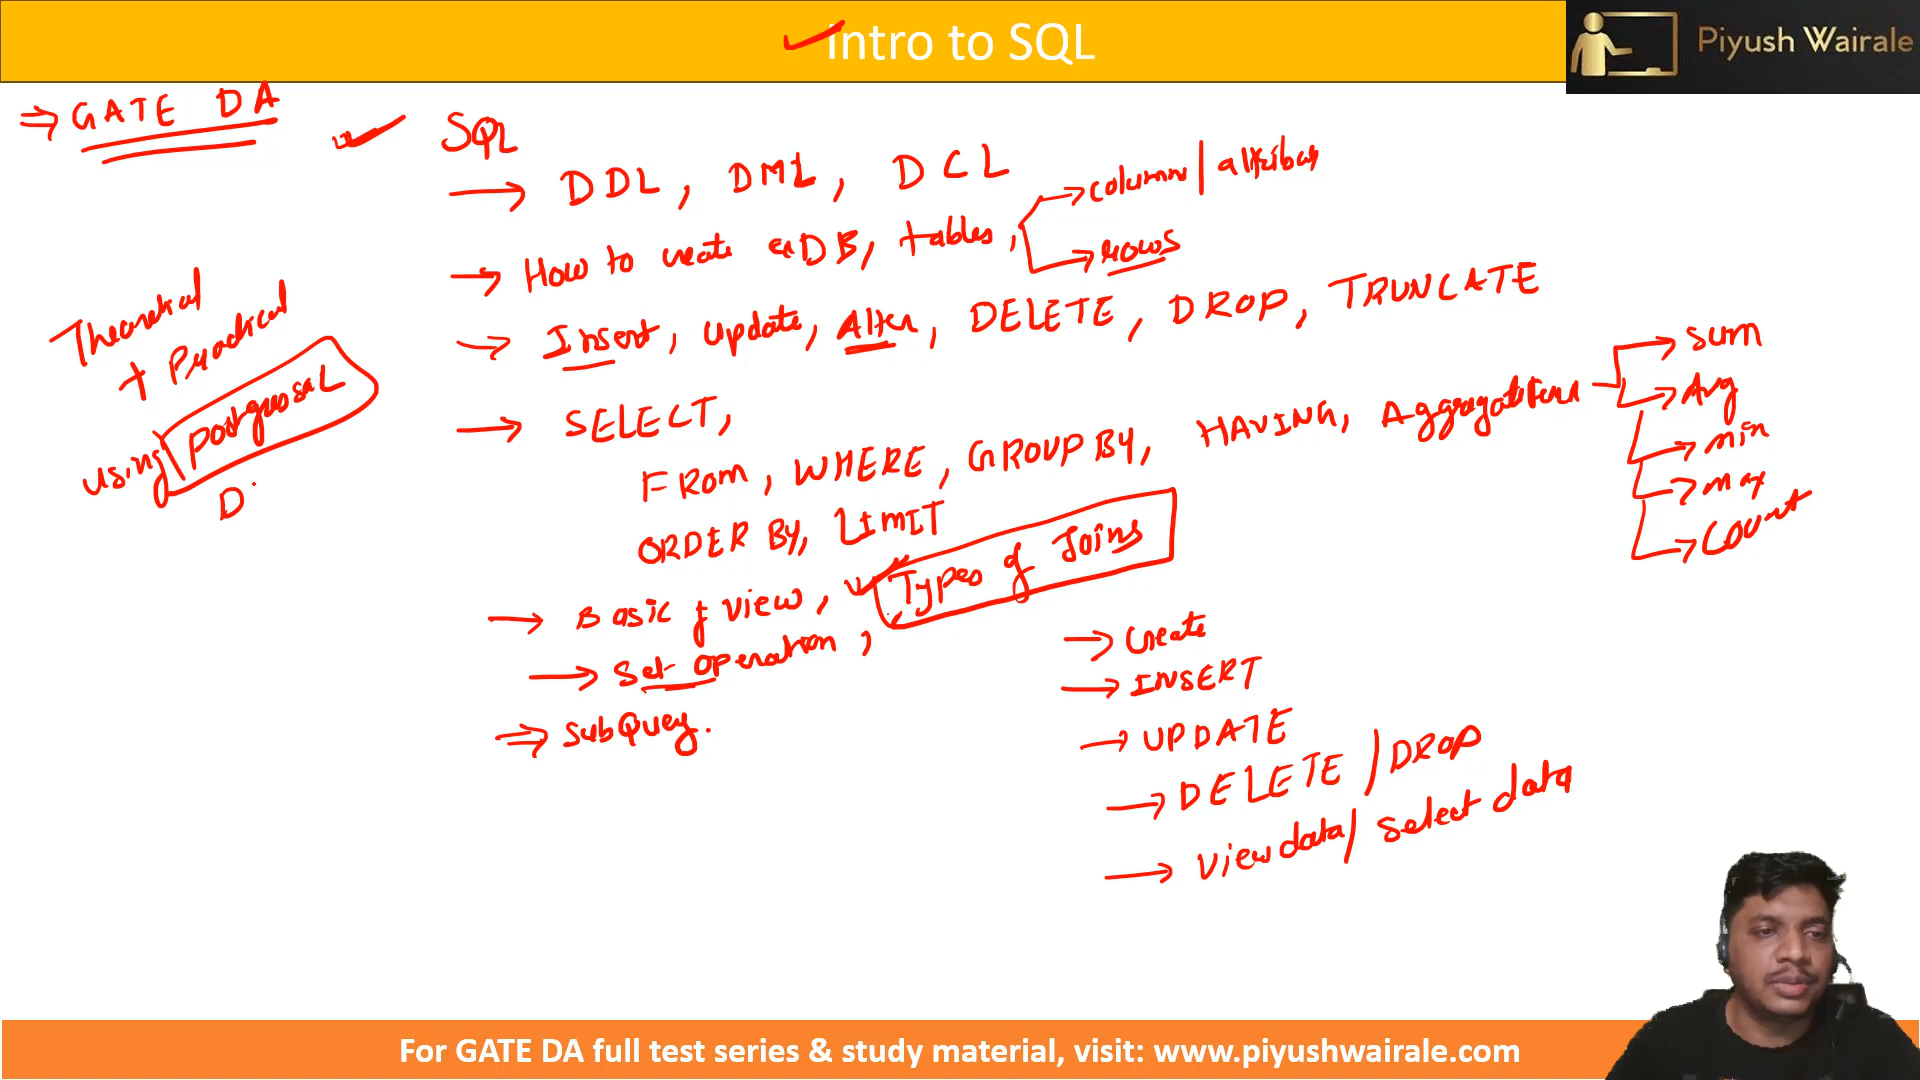 Intro to SQL
Piyush Wairale
⇒ GATE DA
SQL
→ DDL, DML, DCL
→ How to create a DB, tables,
→ column / attributes
→ rows
→ Insert, update, Alter, DELETE, DROP, TRUNCATE
→ SELECT,
FROM, WHERE, GROUP BY, HAVING, Aggregate
→ sum
→ Avg
→ min
→ max
→ count
ORDER BY, LIMIT
→ Basic of view, Types of Joins
→ Set operation,
⇒ SubQuey.
Theoretical
+ Practical
using PostgresQL
D
→ Create
→ INSERT
→ UPDATE
→ DELETE / DROP
→ View data / Select data
For GATE DA full test series & study material, visit: www.piyushwairale.com